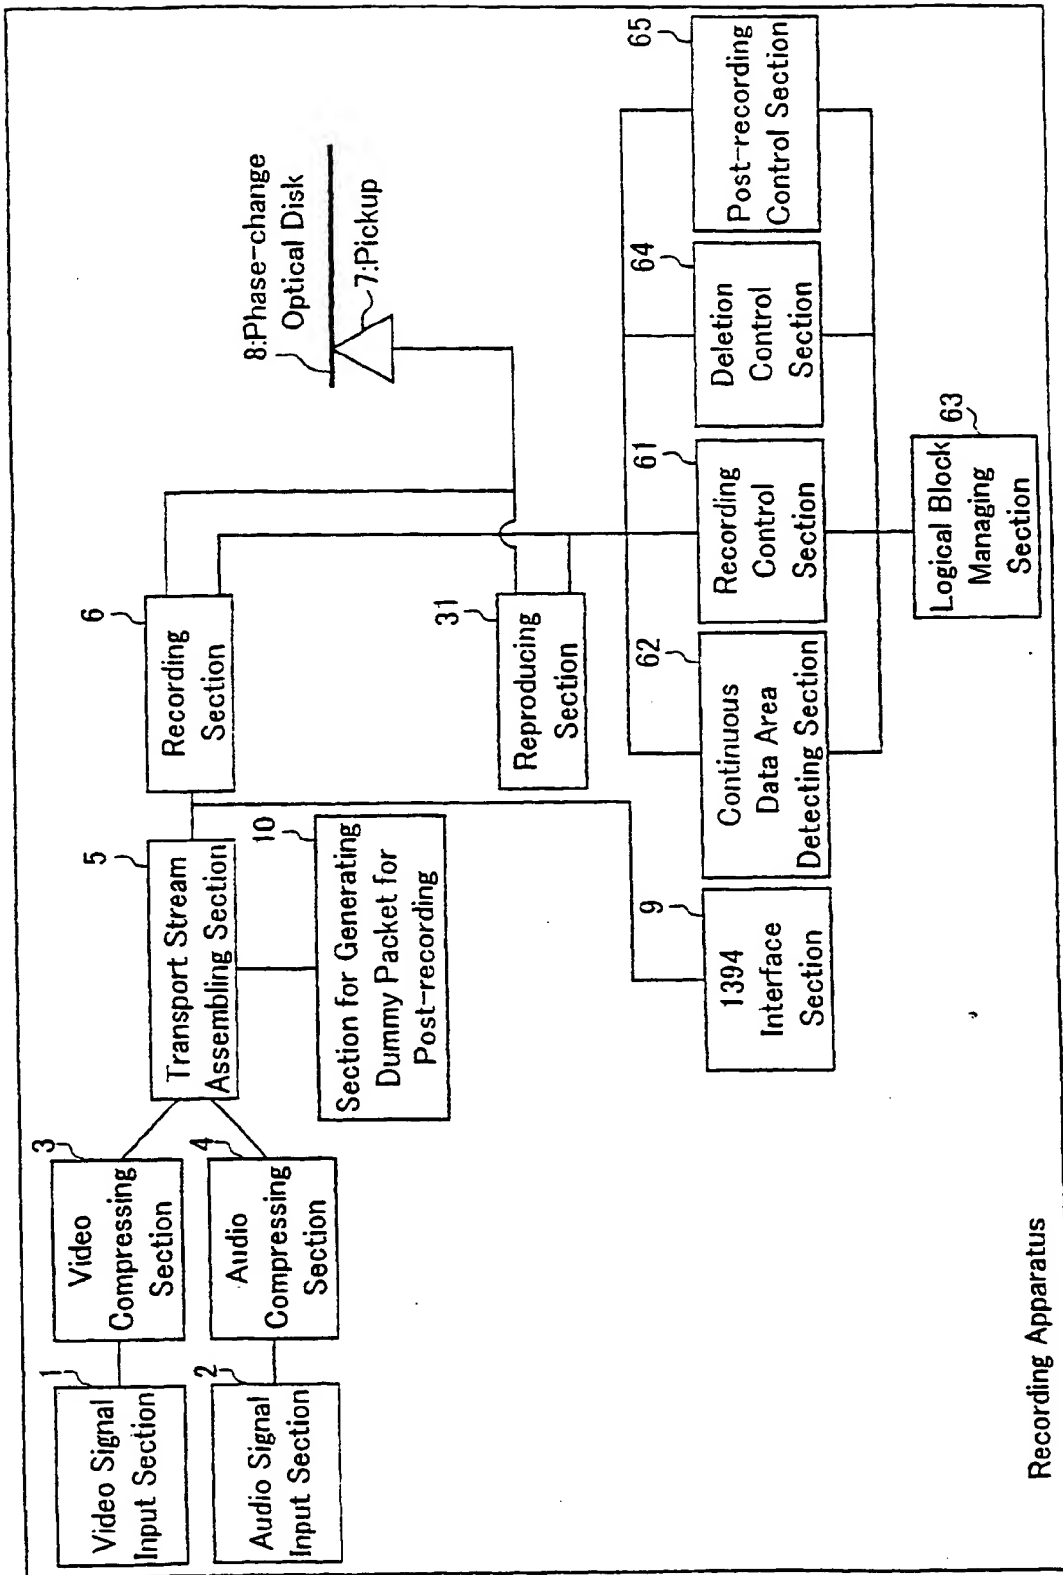 1
Video Signal
Input Section
3
Video
Compressing
Section
2
Audio Signal
Input Section
4
Audio
Compressing
Section
5
Transport Stream
Assembling Section
10
Section for Generating
Dummy Packet for
Post-recording
6
Recording
Section
8:Phase-change
Optical Disk
7:Pickup
31
Reproducing
Section
9
1394
Interface
Section
62
Continuous
Data Area
Detecting Section
61
Recording
Control
Section
64
Deletion
Control
Section
65
Post-recording
Control Section
63
Logical Block
Managing
Section
Recording Apparatus